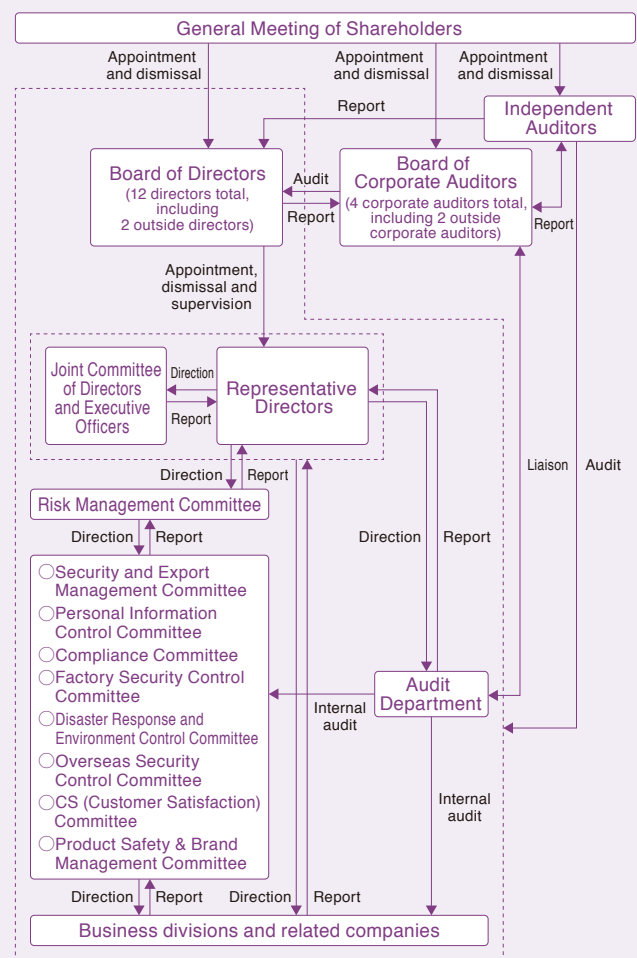 General Meeting of Shareholders
Appointment
and dismissal
Appointment
and dismissal
Appointment
and dismissal
Report
Independent
Auditors
Board of Directors
(12 directors total,
including
2 outside directors)
Audit
Report
Board of
Corporate Auditors
(4 corporate auditors total,
including 2 outside
corporate auditors)
Report
Appointment,
dismissal and
supervision
Joint Committee
of Directors
and Executive
Officers
Direction
Report
Representative
Directors
Direction
Report
Liaison
Audit
Risk Management Committee
Direction
Report
Direction
Report
○Security and Export
Management Committee
○Personal Information
Control Committee
○Compliance Committee
○Factory Security Control
Committee
○Disaster Response and
Environment Control Committee
○Overseas Security
Control Committee
○CS (Customer Satisfaction)
Committee
○Product Safety & Brand
Management Committee
Internal
audit
Audit
Department
Internal
audit
Direction
Report
Direction
Report
Business divisions and related companies